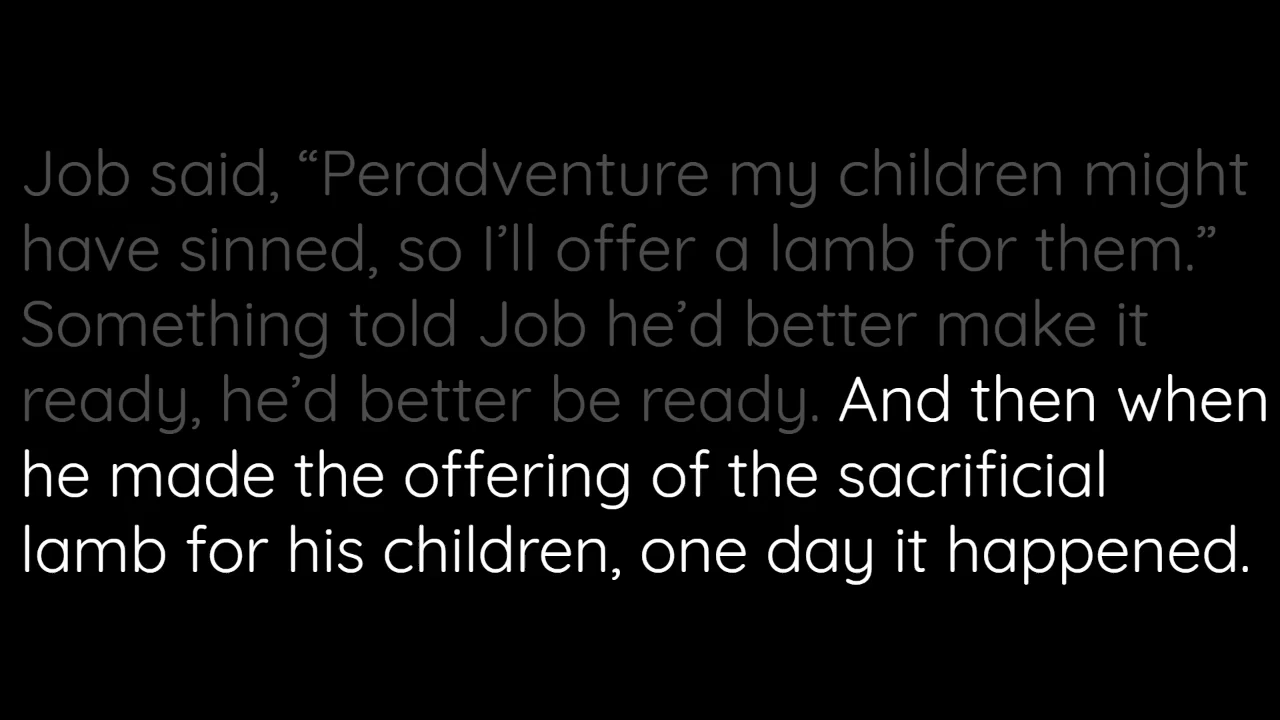 Job said, “Peradventure my children might
have sinned, so I’ll offer a lamb for them.”
Something told Job he’d better make it
ready, he’d better be ready. And then when
he made the offering of the sacrificial
lamb for his children, one day it happened.